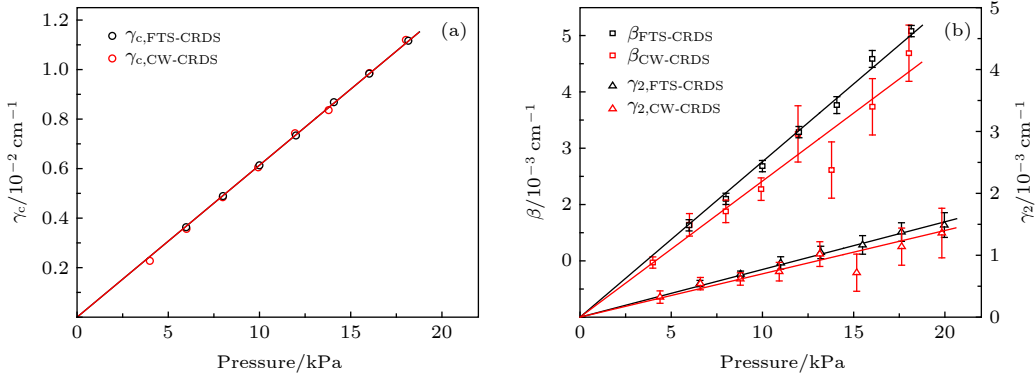 1.2
1.0
0.8
0.6
0.4
0.2
γc/10−2 cm−1
0
5
10
15
20
Pressure/kPa
(a)
γc,FTS-CRDS
γc,CW-CRDS
5
4
3
2
1
0
β/10−3 cm−1
0
5
10
15
20
Pressure/kPa
(b)
βFTS-CRDS
βCW-CRDS
γ2,FTS-CRDS
γ2,CW-CRDS
5
4
3
2
1
0
γ2/10−3 cm−1